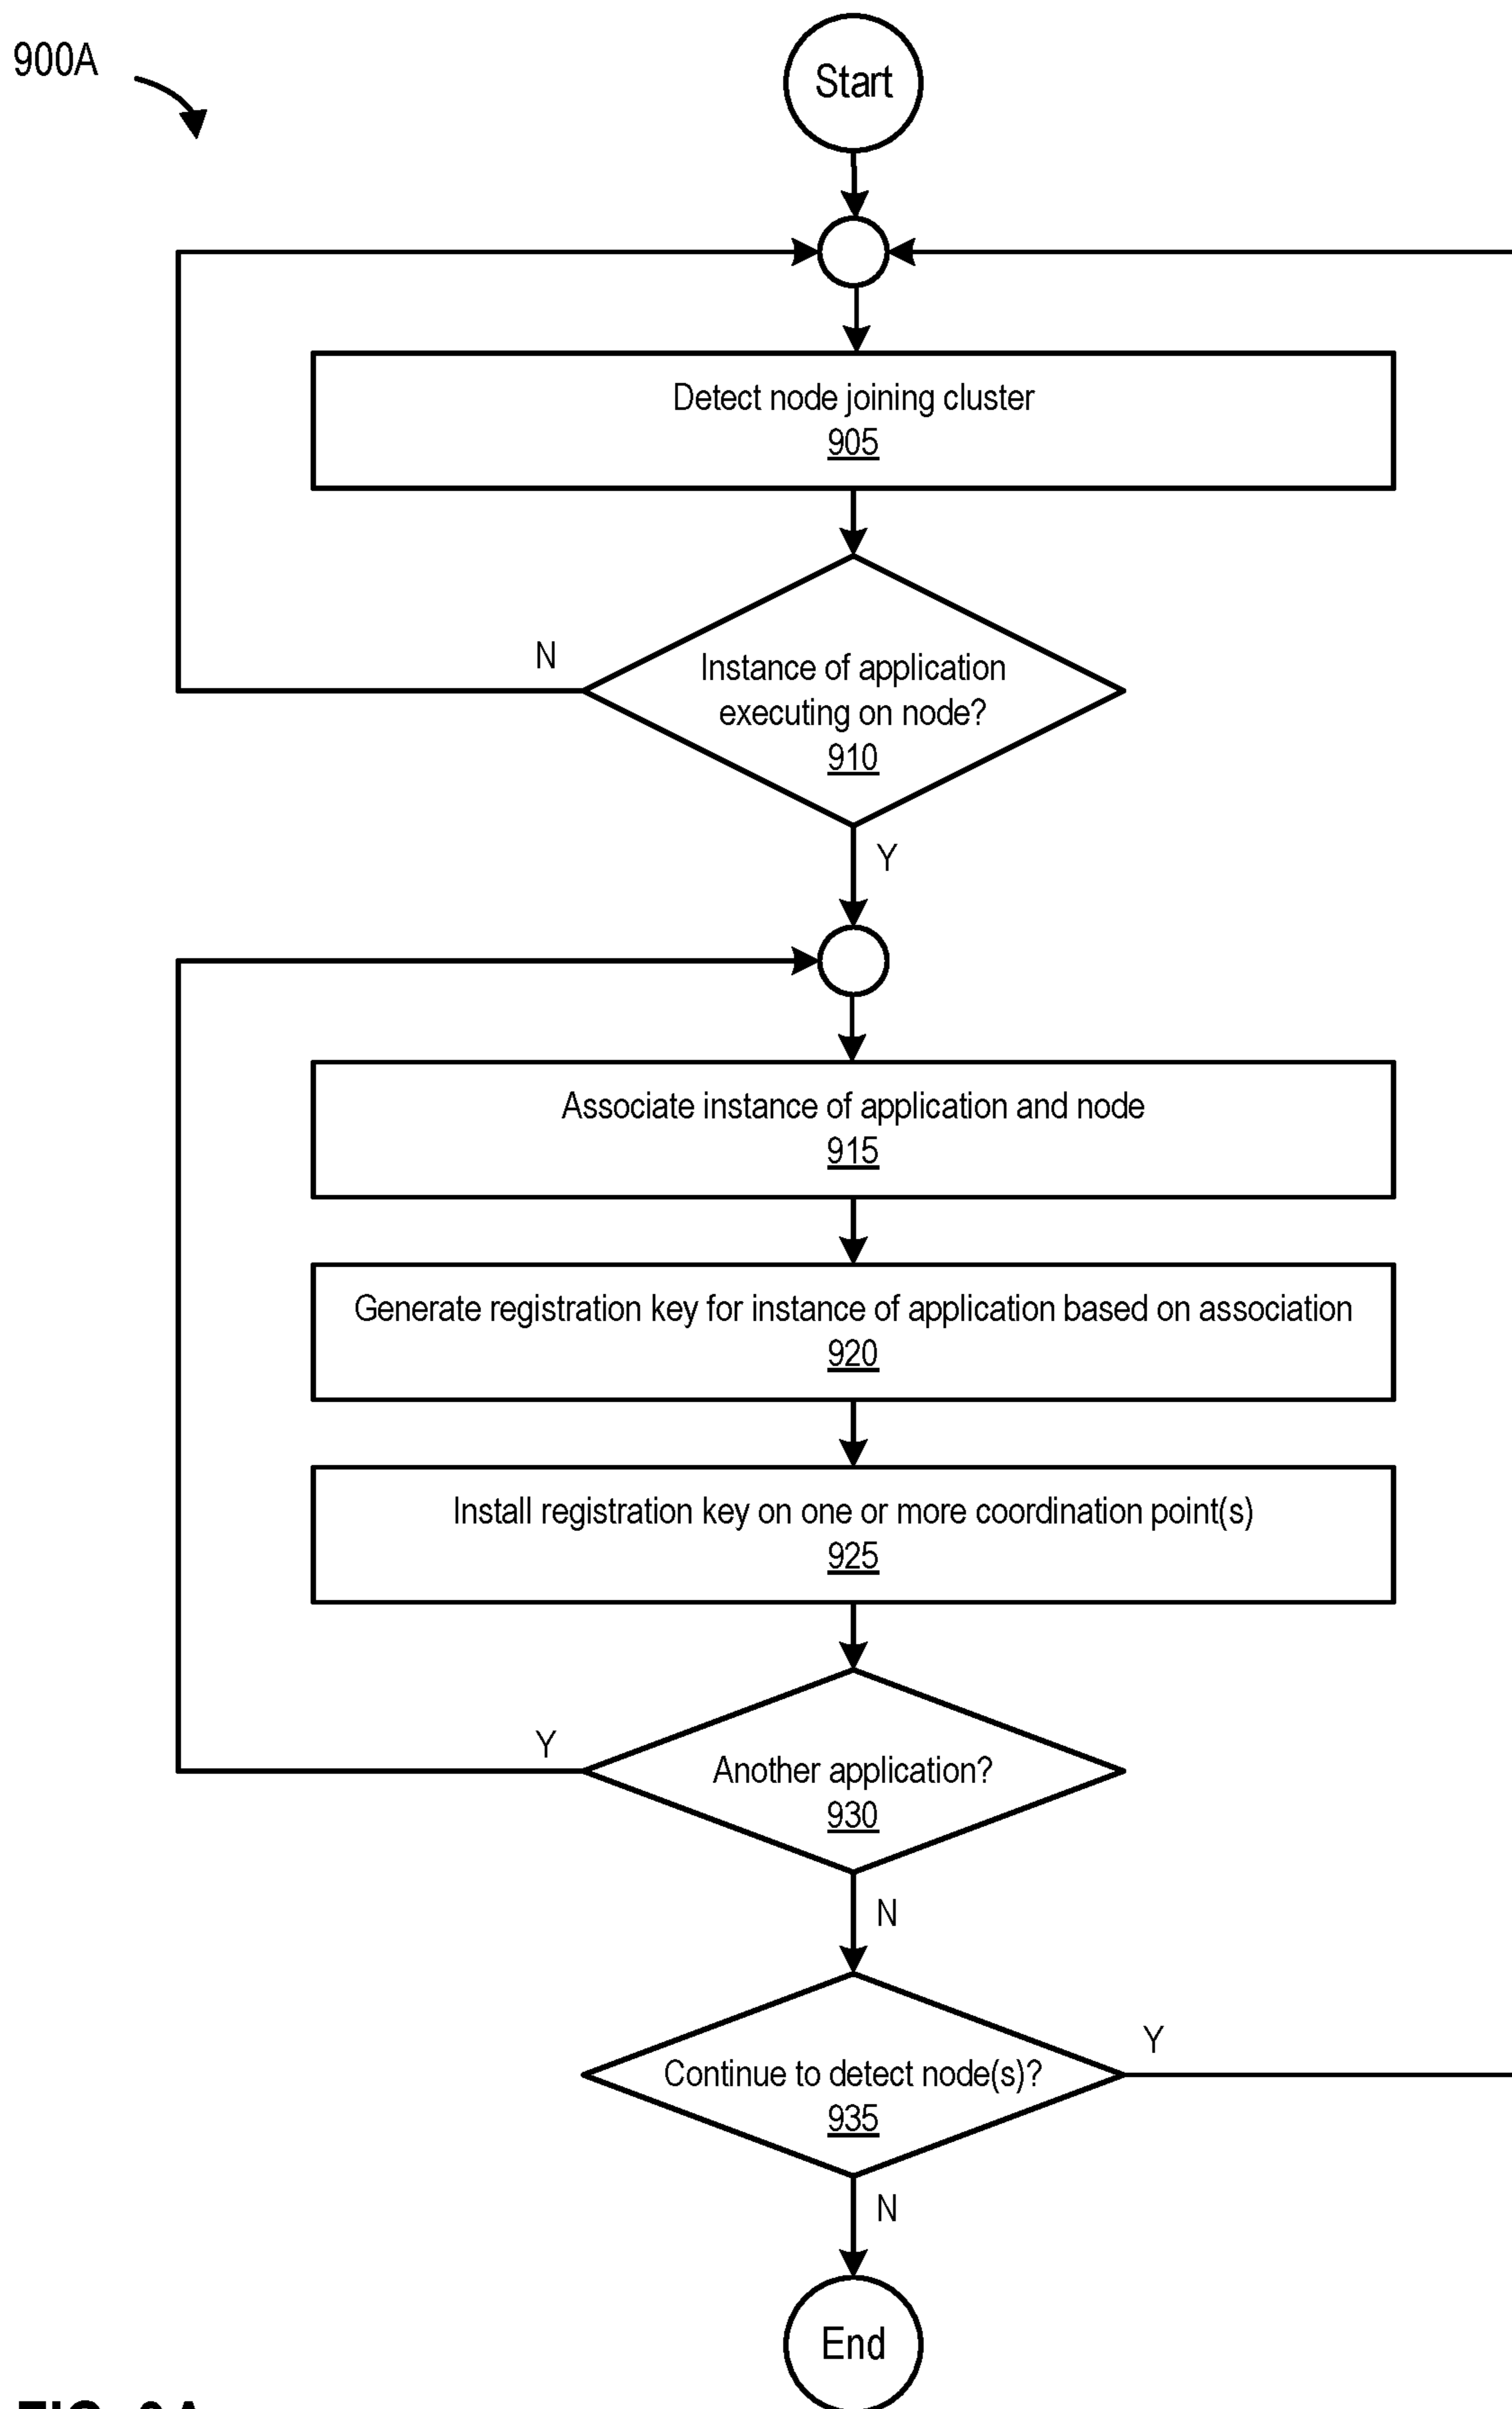 900A
Start
Detect node joining cluster
905
N
Instance of application
executing on node?
910
Y
Associate instance of application and node
915
Generate registration key for instance of application based on association
920
Install registration key on one or more coordination point(s)
925
Y
Another application?
930
N
Continue to detect node(s)?
935
Y
N
End